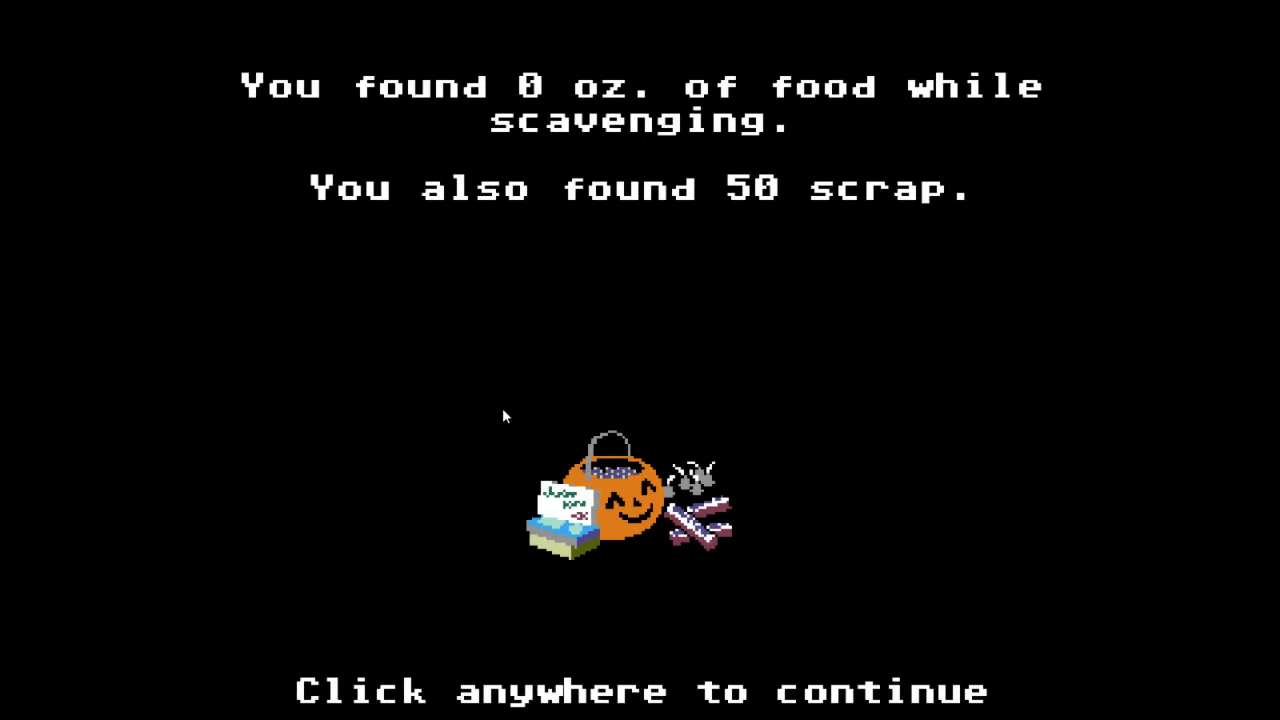 You found 0 oz. of food while
scavenging.
You also found 50 scrap.
Click anywhere to continue